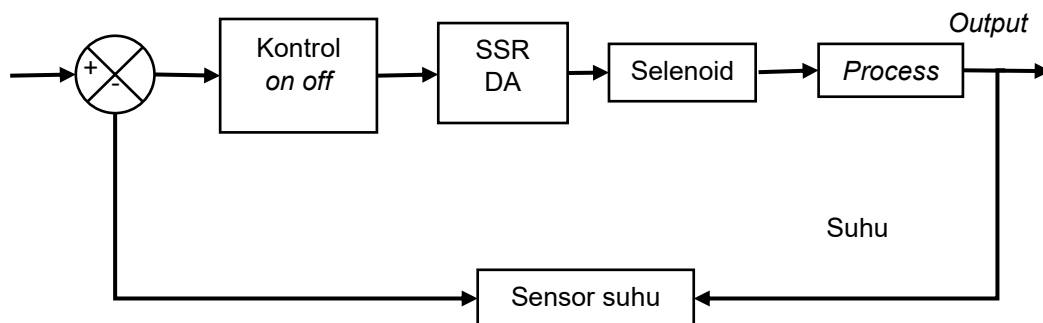 Output
+
-
Kontrol
on off
SSR
DA
Selenoid
Process
Suhu
Sensor suhu